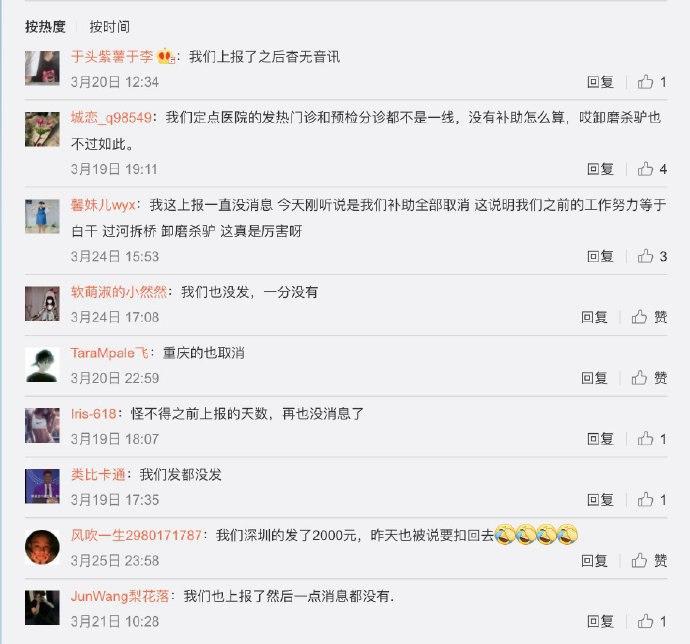 按热度 按时间
于头紫薯于李：我们上报了之后杳无音讯
3月20日 12:34 回复 1
城恋_q98549：我们定点医院的发热门诊和预检分诊都不是一线，没有补助怎么算，哎卸磨杀驴也
不过如此。
3月19日 19:11 回复 4
馨妹儿wyx：我这上报一直没消息 今天刚听说是我们补助全部取消 这说明我们之前的工作努力等于
白干 过河拆桥 卸磨杀驴 这真是厉害呀
3月24日 15:53 回复 3
软萌淑的小然然：我们也没发，一分没有
3月24日 17:08 回复 赞
TaraMpale飞：重庆的也取消
3月20日 22:59 回复 赞
Iris-618：怪不得之前上报的天数，再也没消息了
3月19日 18:07 回复 1
类比卡通：我们发都没发
3月19日 17:35 回复 1
风吹一生2980171787：我们深圳的发了2000元，昨天也被说要扣回去
3月25日 23:58 回复 赞
JunWang梨花落：我们也上报了然后一点消息都没有.
3月21日 10:28 回复 1